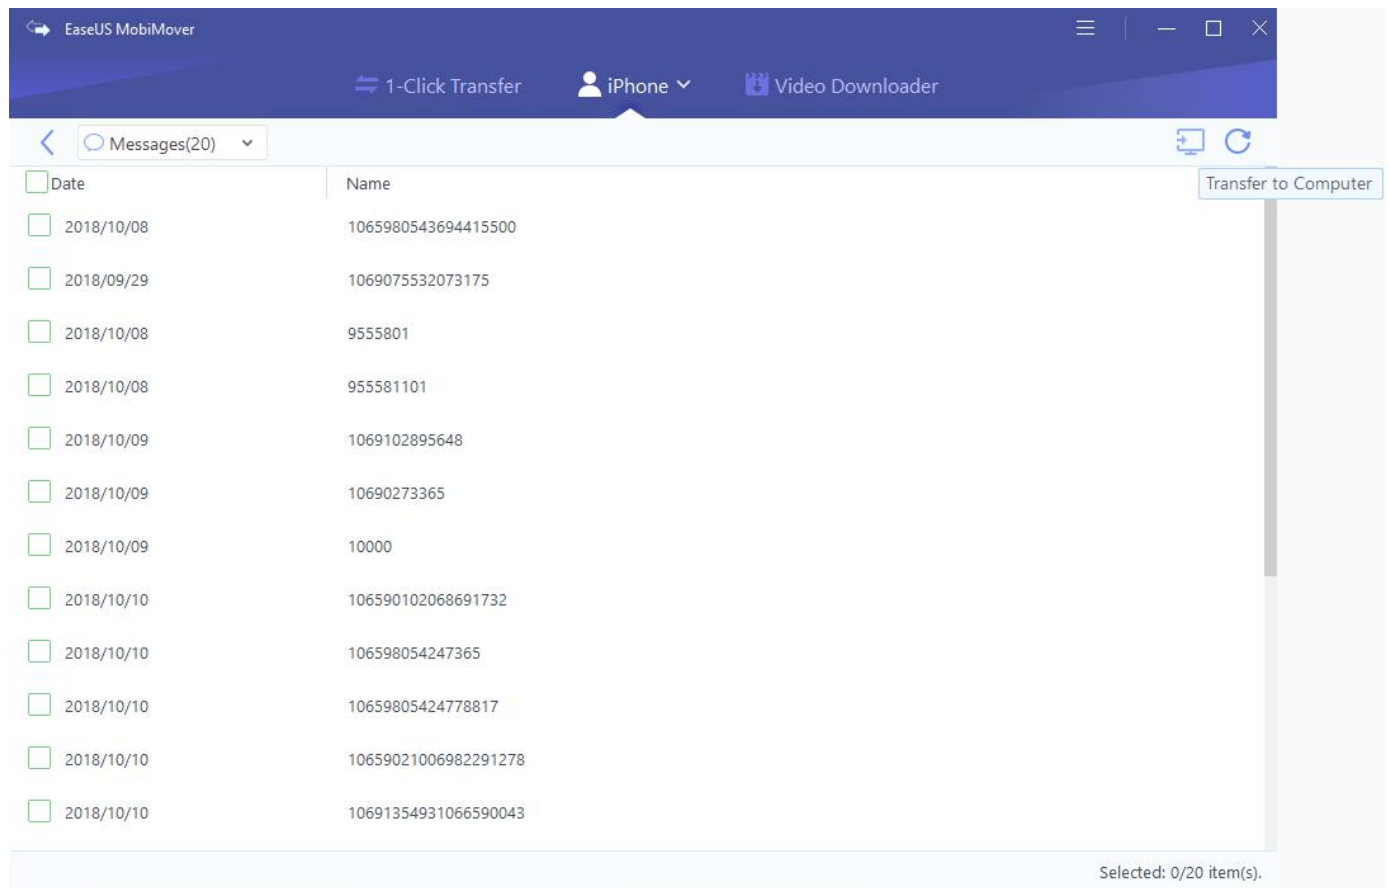 EaseUS MobiMover
1-Click Transfer iPhone Video Downloader
Messages(20)
Transfer to Computer
Date Name
2018/10/08 1065980543694415500
2018/09/29 1069075532073175
2018/10/08 9555801
2018/10/08 955581101
2018/10/09 1069102895648
2018/10/09 10690273365
2018/10/09 10000
2018/10/10 106590102068691732
2018/10/10 106598054247365
2018/10/10 10659805424778817
2018/10/10 10659021006982291278
2018/10/10 10691354931066590043
Selected: 0/20 item(s).